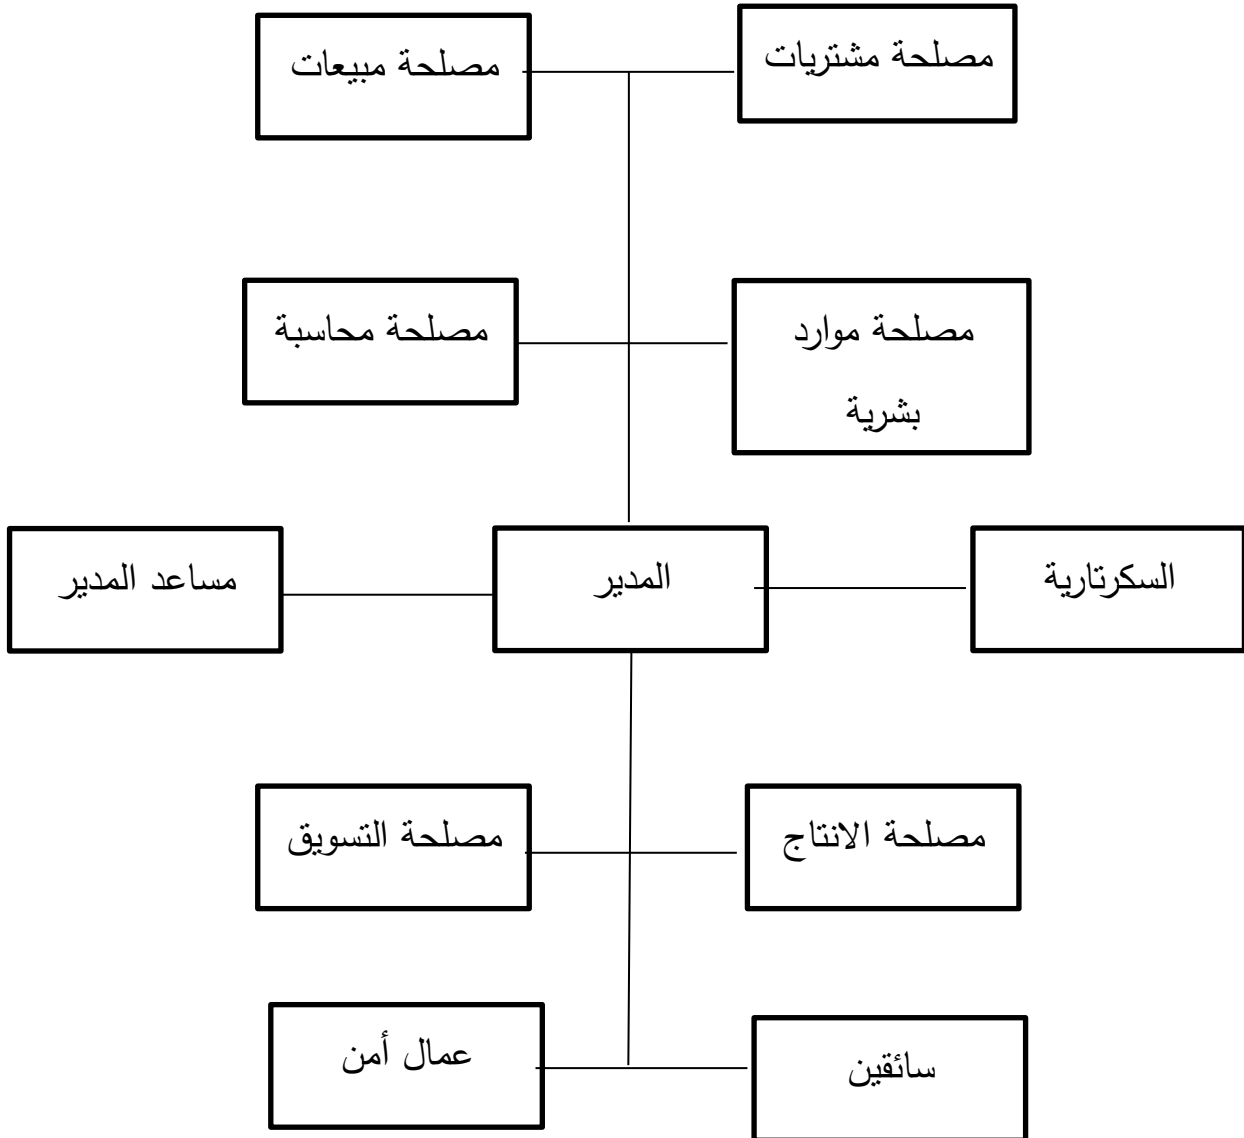 مصلحة مشتريات
مصلحة مبيعات
مصلحة موارد
بشرية
مصلحة محاسبة
السكرتارية
المدير
مساعد المدير
مصلحة الانتاج
مصلحة التسويق
سائقين
عمال أمن